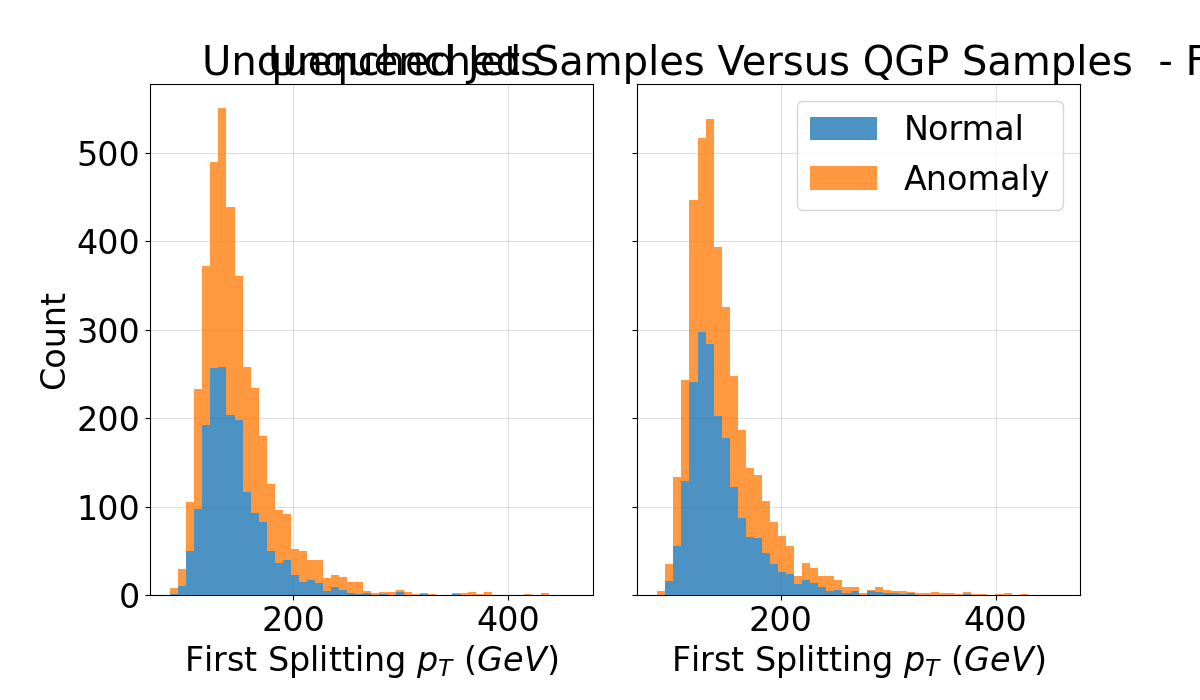 Samples Versus QGP Samples -
Normal
Anomaly
Count
500
400
300
200
100
0
200
400
200
400
First Splitting p_T (GeV)
First Splitting p_T (GeV)